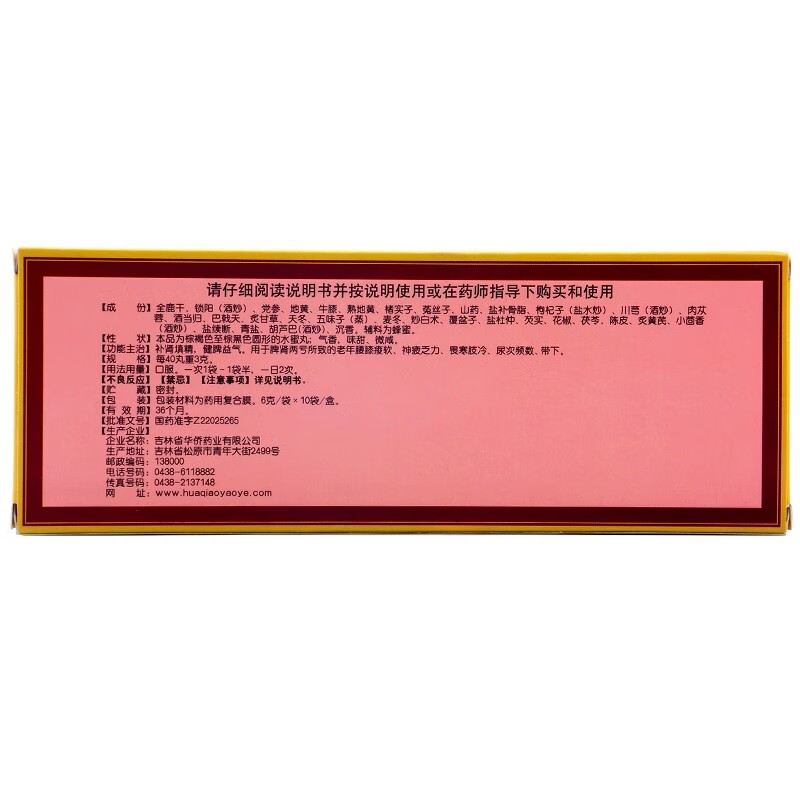 请仔细阅读说明书并按说明使用或在药师指导下购买和使用
【成　份】全鹿干、锁阳（酒炒）、党参、地黄、牛膝、熟地黄、楮实子、菟丝子、山药、盐补骨脂、枸杞子（盐水炒）、川芎（酒炒）、肉苁
蓉、酒当归、巴戟天、炙甘草、天冬、五味子（蒸）、麦冬、炒白术、覆盆子、盐杜仲、芡实、花椒、茯苓、陈皮、炙黄芪、小茴香
（酒炒）、盐续断、青盐、胡芦巴（酒炒）、沉香。辅料为蜂蜜。
【性　状】本品为棕褐色至棕黑色圆形的水蜜丸；气香，味甜、微咸。
【功能主治】补肾填精，健脾益气。用于脾肾两亏所致的老年腰膝痠软、神疲乏力、畏寒肢冷、尿次频数、带下。
【规　格】每40丸重3克。
【用法用量】口服。一次1袋~1袋半，一日2次。
【不良反应】【禁忌】【注意事项】详见说明书。
【贮　藏】密封。
【包　装】包装材料为药用复合膜。6克/袋×10袋/盒。
【有 效 期】36个月。
【批准文号】国药准字Z22025265
【生产企业】
企业名称：吉林省华侨药业有限公司
生产地址：吉林省松原市青年大街2499号
邮政编码：138000
电话号码：0438-6118882
传真号码：0438-2137148
网　　址：www.huaqiaoyaoye.com